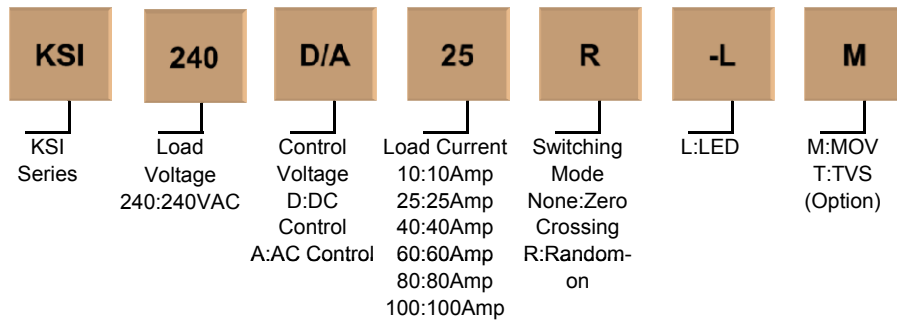 KSI 240 D/A 25 R -L M
KSI
Series
Load
Voltage
240:240VAC
Control
Voltage
D:DC
Control
A:AC Control
Load Current
10:10Amp
25:25Amp
40:40Amp
60:60Amp
80:80Amp
100:100Amp
Switching
Mode
None:Zero
Crossing
R:Random-
on
L:LED
M:MOV
T:TVS
(Option)